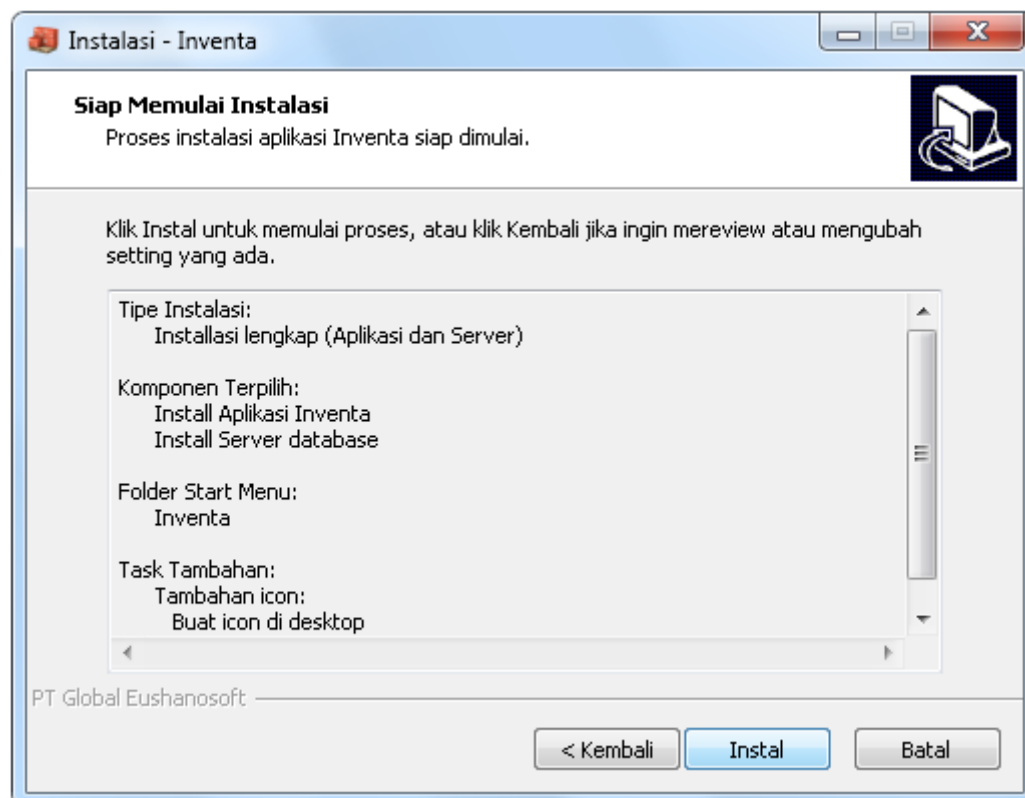 Instalasi - Inventa
Siap Memulai Instalasi
Proses instalasi aplikasi Inventa siap dimulai.
Klik Instal untuk memulai proses, atau klik Kembali jika ingin mereview atau mengubah
setting yang ada.
Tipe Instalasi:
Installasi lengkap (Aplikasi dan Server)
Komponen Terpilih:
Install Aplikasi Inventa
Install Server database
Folder Start Menu:
Inventa
Task Tambahan:
Tambahan icon:
Buat icon di desktop
PT Global Eushanosoft
< Kembali
Instal
Batal